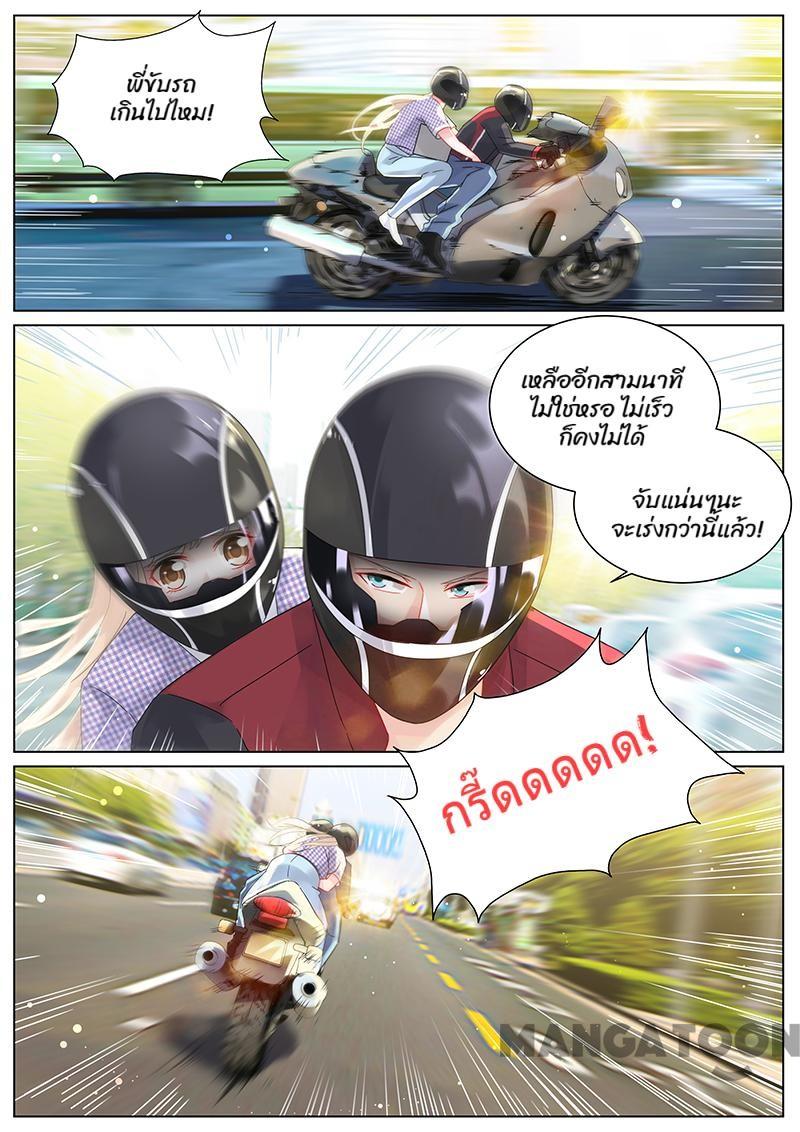 พี่ขับรถ
เกินไปไหม!
เหลืออีกสามนาที
ไม่ใช่หรอ ไม่เร็ว
ก็คงไม่ได้
จับแน่นๆนะ
จะเร่งกว่านี้แล้ว!
กรี๊ดดดดด!
MANGATOON